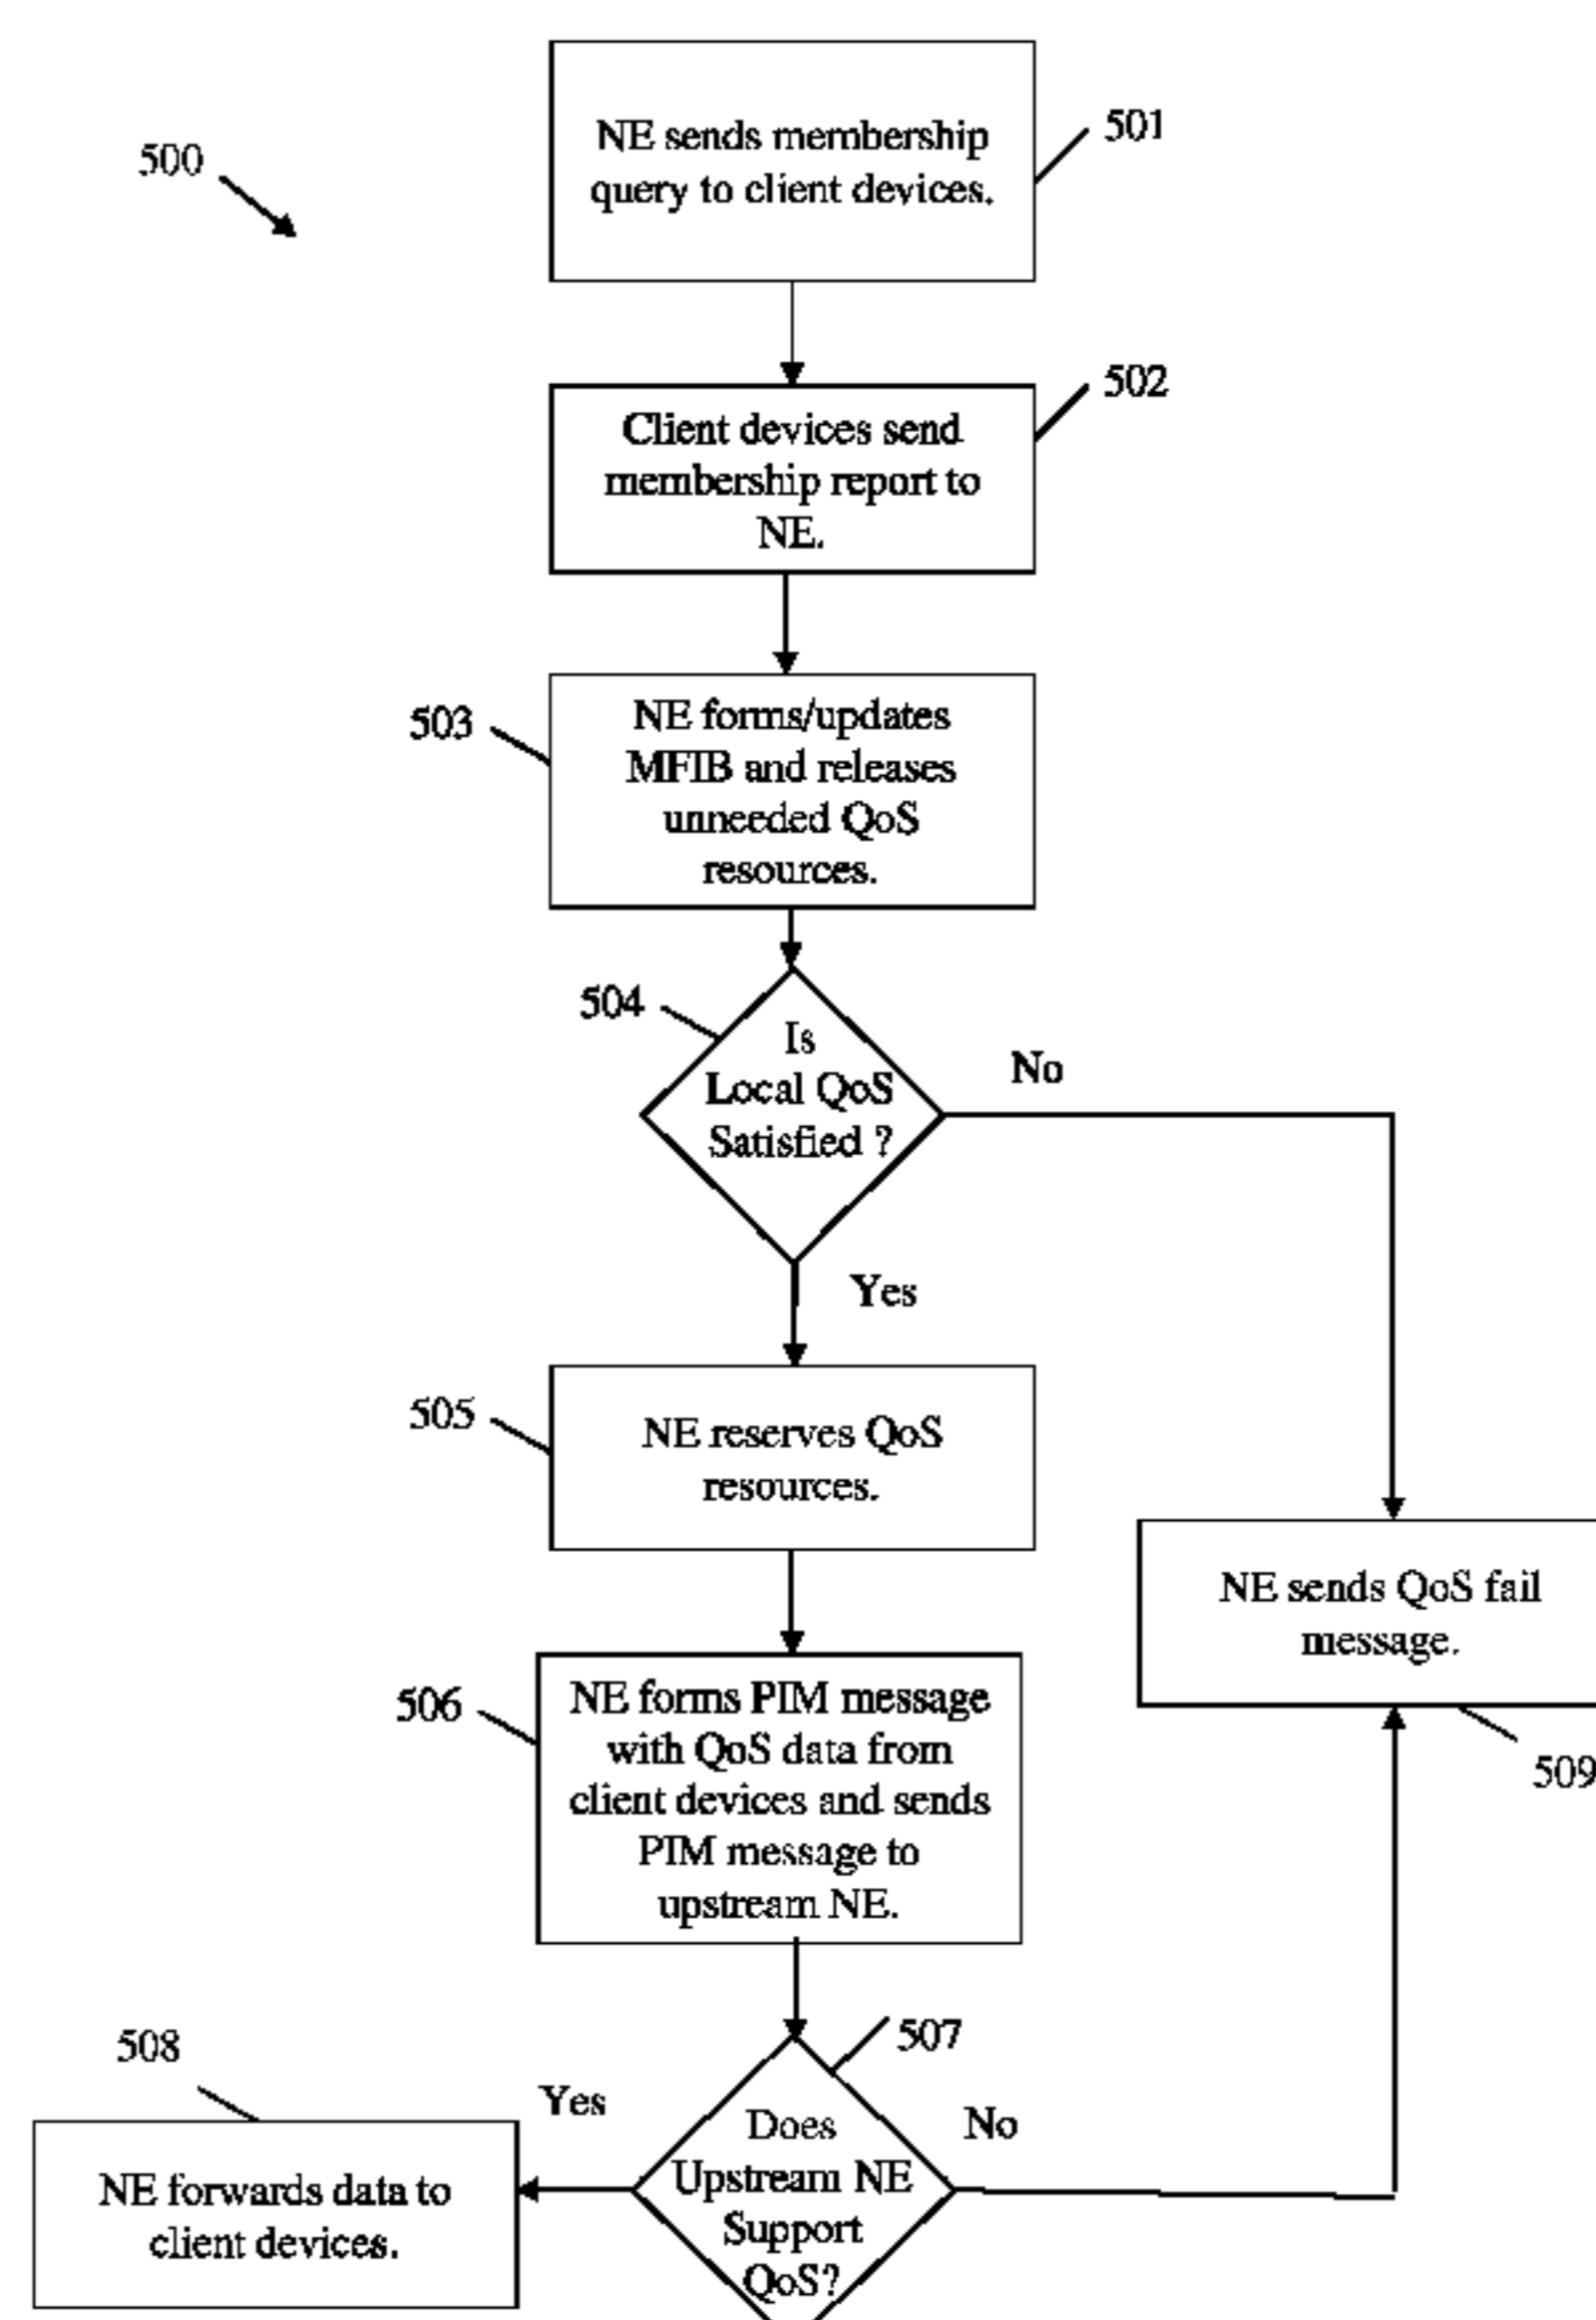 500
NE sends membership
query to client devices.
501
Client devices send
membership report to
NE.
502
503
NE forms/updates
MFIB and releases
unneeded QoS
resources.
504
Is
Local QoS
Satisfied ?
No
Yes
505
NE reserves QoS
resources.
NE sends QoS fail
message.
509
506
NE forms PIM message
with QoS data from
client devices and sends
PIM message to
upstream NE.
507
508
Yes
No
Does
Upstream NE
Support
QoS?
NE forwards data to
client devices.